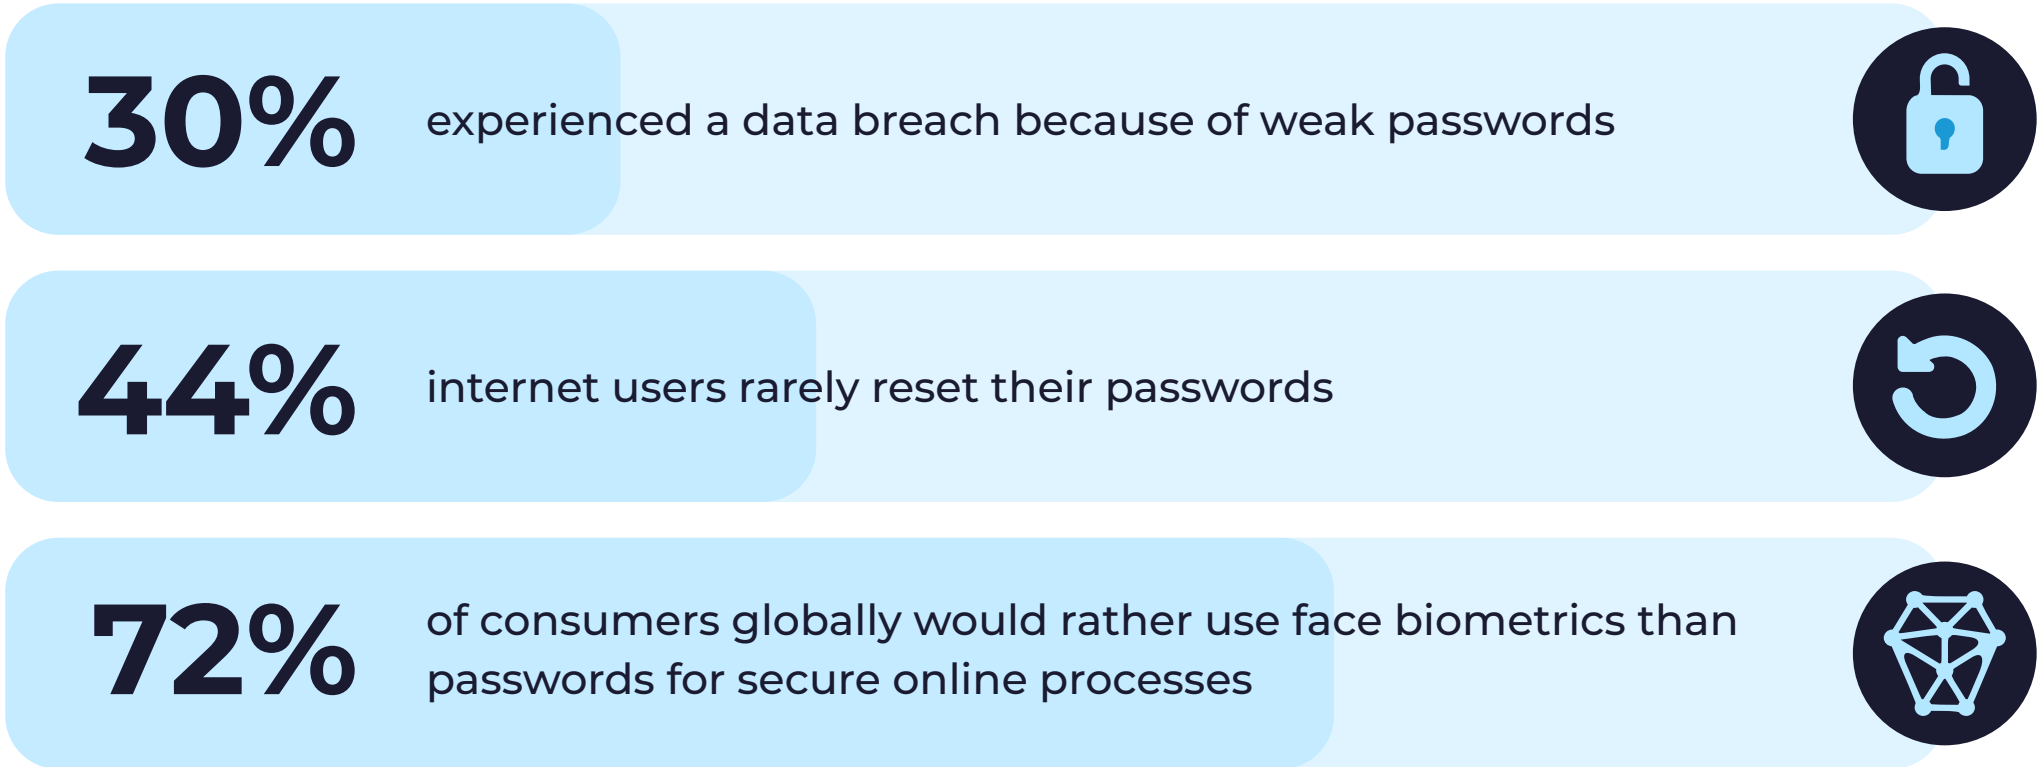 30%
experienced a data breach because of weak passwords
44%
internet users rarely reset their passwords
72%
of consumers globally would rather use face biometrics than
passwords for secure online processes